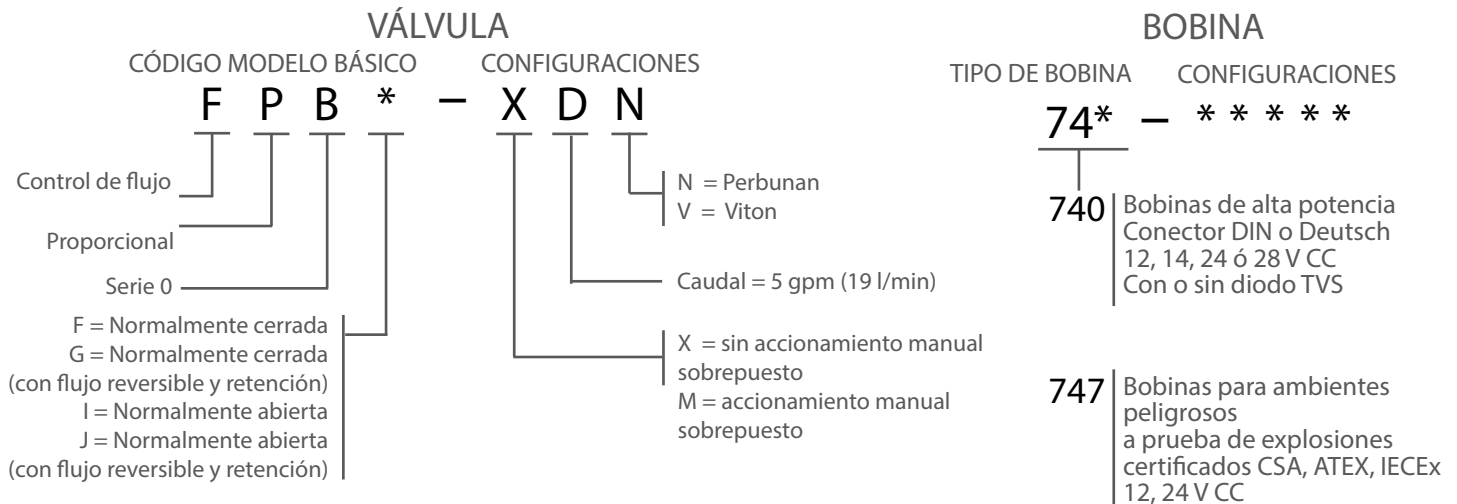 VÁLVULA
CÓDIGO MODELO BÁSICO
CONFIGURACIONES
F P B * – X D N
Control de flujo
Proporcional
Serie 0
F = Normalmente cerrada
G = Normalmente cerrada
(con flujo reversible y retención)
I = Normalmente abierta
J = Normalmente abierta
(con flujo reversible y retención)
N = Perbunan
V = Viton
Caudal = 5 gpm (19 l/min)
X = sin accionamiento manual
sobrepuesto
M = accionamiento manual
sobrepuesto
BOBINA
TIPO DE BOBINA
CONFIGURACIONES
74* – * * * * *
740
Bobinas de alta potencia
Conector DIN o Deutsch
12, 14, 24 ó 28 V CC
Con o sin diodo TVS
747
Bobinas para ambientes
peligrosos
a prueba de explosiones
certificados CSA, ATEX, IECEx
12, 24 V CC